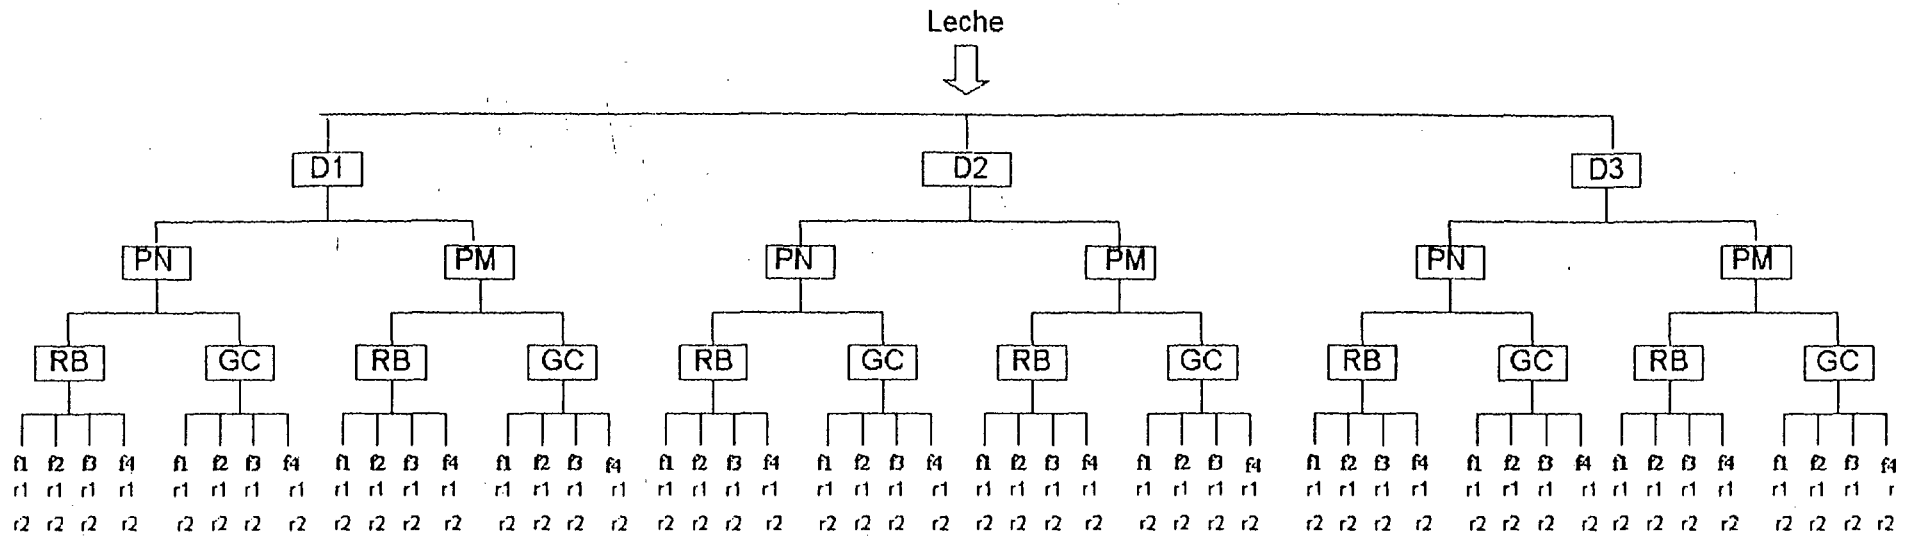 Leche
D1 D2 D3
PN PM PN PM PN PM
RB GC RB GC RB GC RB GC RB GC RB GC
f1 f2 f3 f4 f1 f2 f3 f4 f1 f2 f3 f4 f1 f2 f3 f4 f1 f2 f3 f4 f1 f2 f3 f4 f1 f2 f3 f4 f1 f2 f3 f4 f1 f2 f3 f4 f1 f2 f3 f4 f1 f2 f3 f4 f1 f2 f3 f4
r1 r1 r1 r1 r1 r1 r1 r1 r1 r1 r1 r1 r1 r1 r1 r1 r1 r1 r1 r1 r1 r1 r1 r1 r1 r1 r1 r1 r1 r1 r1 r1 r1 r1 r1 r1 r1 r1 r1 r1 r1 r1 r1 r1 r1 r1 r1 r
r2 r2 r2 r2 r2 r2 r2 r2 r2 r2 r2 r2 r2 r2 r2 r2 r2 r2 r2 r2 r2 r2 r2 r2 r2 r2 r2 r2 r2 r2 r2 r2 r2 r2 r2 r2 r2 r2 r2 r2 r2 r2 r2 r2 r2 r2 r2 r2